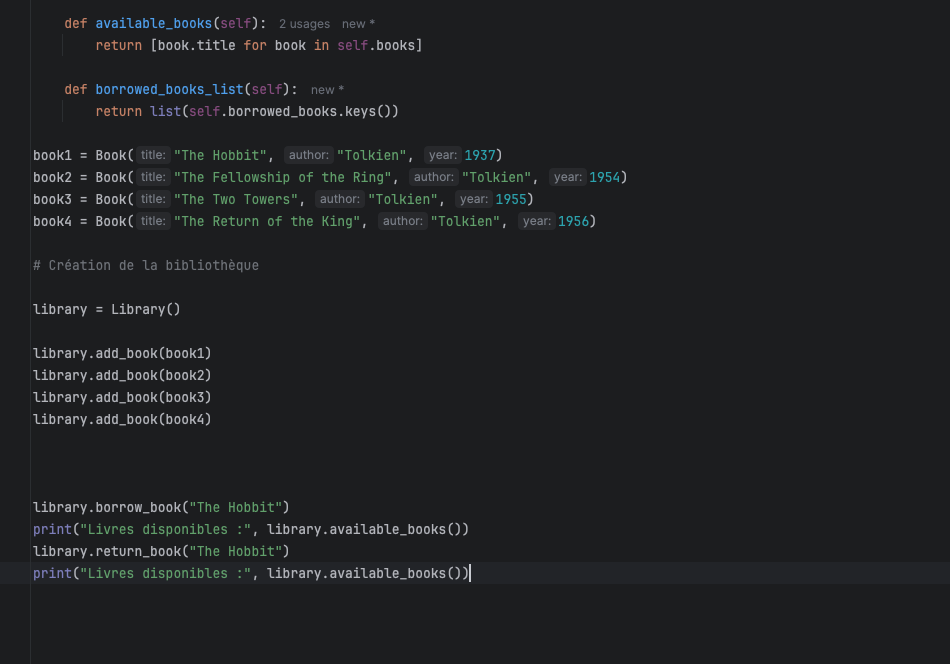 def available_books(self): 2 usages new *
return [book.title for book in self.books]
def borrowed_books_list(self): new *
return list(self.borrowed_books.keys())
book1 = Book( title: "The Hobbit", author: "Tolkien", year: 1937)
book2 = Book( title: "The Fellowship of the Ring", author: "Tolkien", year: 1954)
book3 = Book( title: "The Two Towers", author: "Tolkien", year: 1955)
book4 = Book( title: "The Return of the King", author: "Tolkien", year: 1956)
# Création de la bibliothèque
library = Library()
library.add_book(book1)
library.add_book(book2)
library.add_book(book3)
library.add_book(book4)
library.borrow_book("The Hobbit")
print("Livres disponibles :", library.available_books())
library.return_book("The Hobbit")
print("Livres disponibles :", library.available_books())